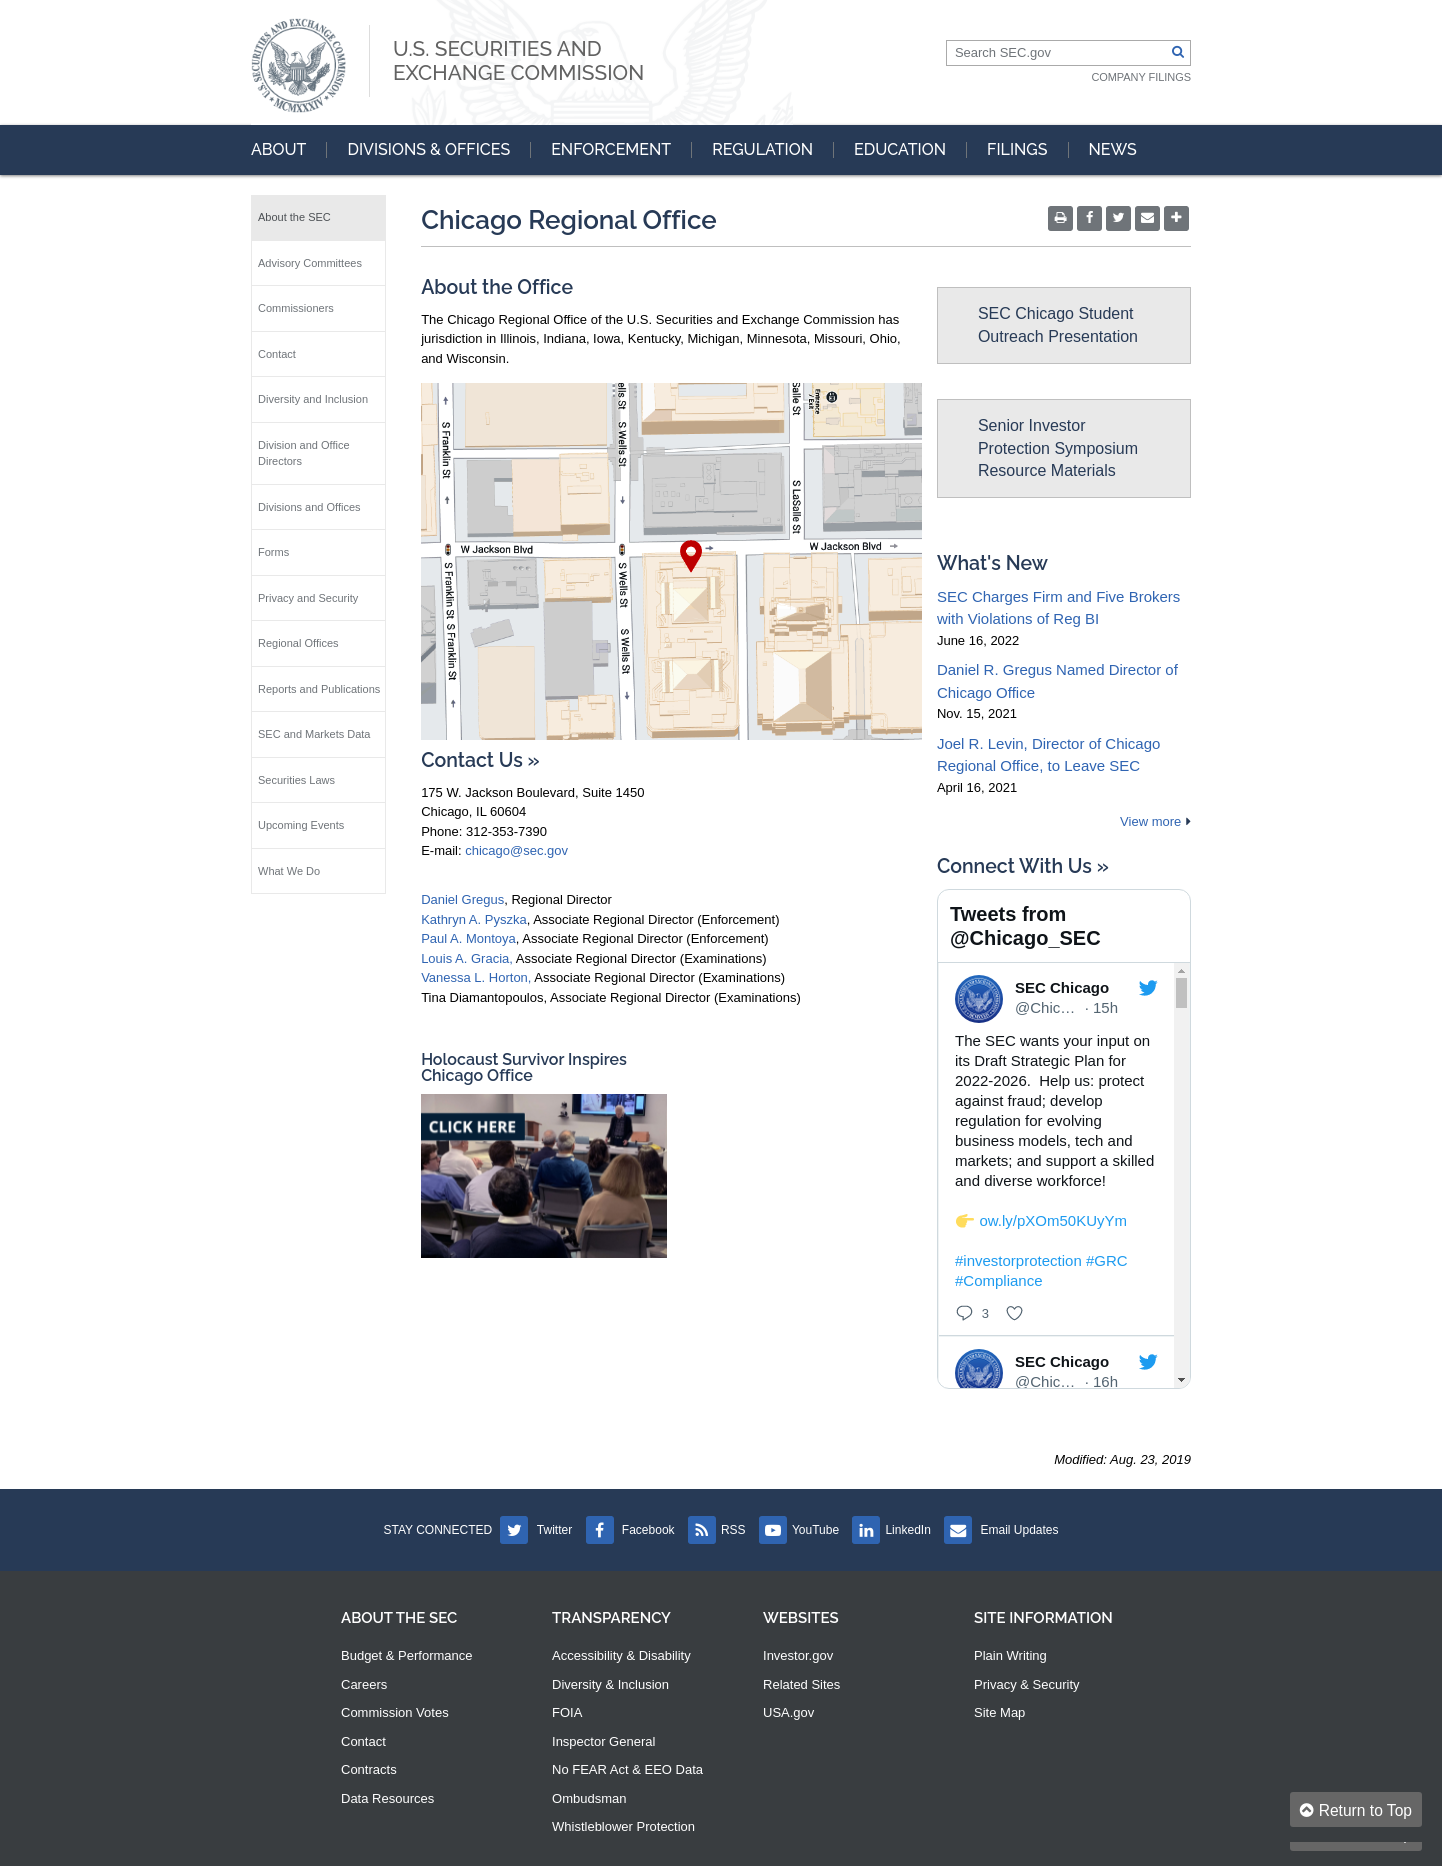 U.S. SECURITIES AND
EXCHANGE COMMISSION
Search SEC.gov
COMPANY FILINGS
ABOUT
DIVISIONS & OFFICES
ENFORCEMENT
REGULATION
EDUCATION
FILINGS
NEWS
About the SEC
Advisory Committees
Commissioners
Contact
Diversity and Inclusion
Division and Office
Directors
Divisions and Offices
Forms
Privacy and Security
Regional Offices
Reports and Publications
SEC and Markets Data
Securities Laws
Upcoming Events
What We Do
Chicago Regional Office
About the Office
The Chicago Regional Office of the U.S. Securities and Exchange Commission has
jurisdiction in Illinois, Indiana, Iowa, Kentucky, Michigan, Minnesota, Missouri, Ohio,
and Wisconsin.
S Franklin St
S Wells St
Entrance
/ Exit
S LaSalle St
W Jackson Blvd
W Jackson Blvd
S Franklin St
S Franklin St
S Wells St
S Wells St
Contact Us »
175 W. Jackson Boulevard, Suite 1450
Chicago, IL 60604
Phone: 312-353-7390
E-mail: chicago@sec.gov
Daniel Gregus, Regional Director
Kathryn A. Pyszka, Associate Regional Director (Enforcement)
Paul A. Montoya, Associate Regional Director (Enforcement)
Louis A. Gracia, Associate Regional Director (Examinations)
Vanessa L. Horton, Associate Regional Director (Examinations)
Tina Diamantopoulos, Associate Regional Director (Examinations)
Holocaust Survivor Inspires
Chicago Office
CLICK HERE
SEC Chicago Student
Outreach Presentation
Senior Investor
Protection Symposium
Resource Materials
What's New
SEC Charges Firm and Five Brokers
with Violations of Reg BI
June 16, 2022
Daniel R. Gregus Named Director of
Chicago Office
Nov. 15, 2021
Joel R. Levin, Director of Chicago
Regional Office, to Leave SEC
April 16, 2021
View more
Connect With Us »
Tweets from
@Chicago_SEC
SEC Chicago
@Chic… · 15h
The SEC wants your input on
its Draft Strategic Plan for
2022-2026.  Help us: protect
against fraud; develop
regulation for evolving
business models, tech and
markets; and support a skilled
and diverse workforce!
👉 ow.ly/pXOm50KUyYm
#investorprotection #GRC
#Compliance
3
SEC Chicago
@Chic… · 16h
Modified: Aug. 23, 2019
STAY CONNECTED
Twitter
Facebook
RSS
YouTube
LinkedIn
Email Updates
ABOUT THE SEC
Budget & Performance
Careers
Commission Votes
Contact
Contracts
Data Resources
TRANSPARENCY
Accessibility & Disability
Diversity & Inclusion
FOIA
Inspector General
No FEAR Act & EEO Data
Ombudsman
Whistleblower Protection
WEBSITES
Investor.gov
Related Sites
USA.gov
SITE INFORMATION
Plain Writing
Privacy & Security
Site Map
Return to Top